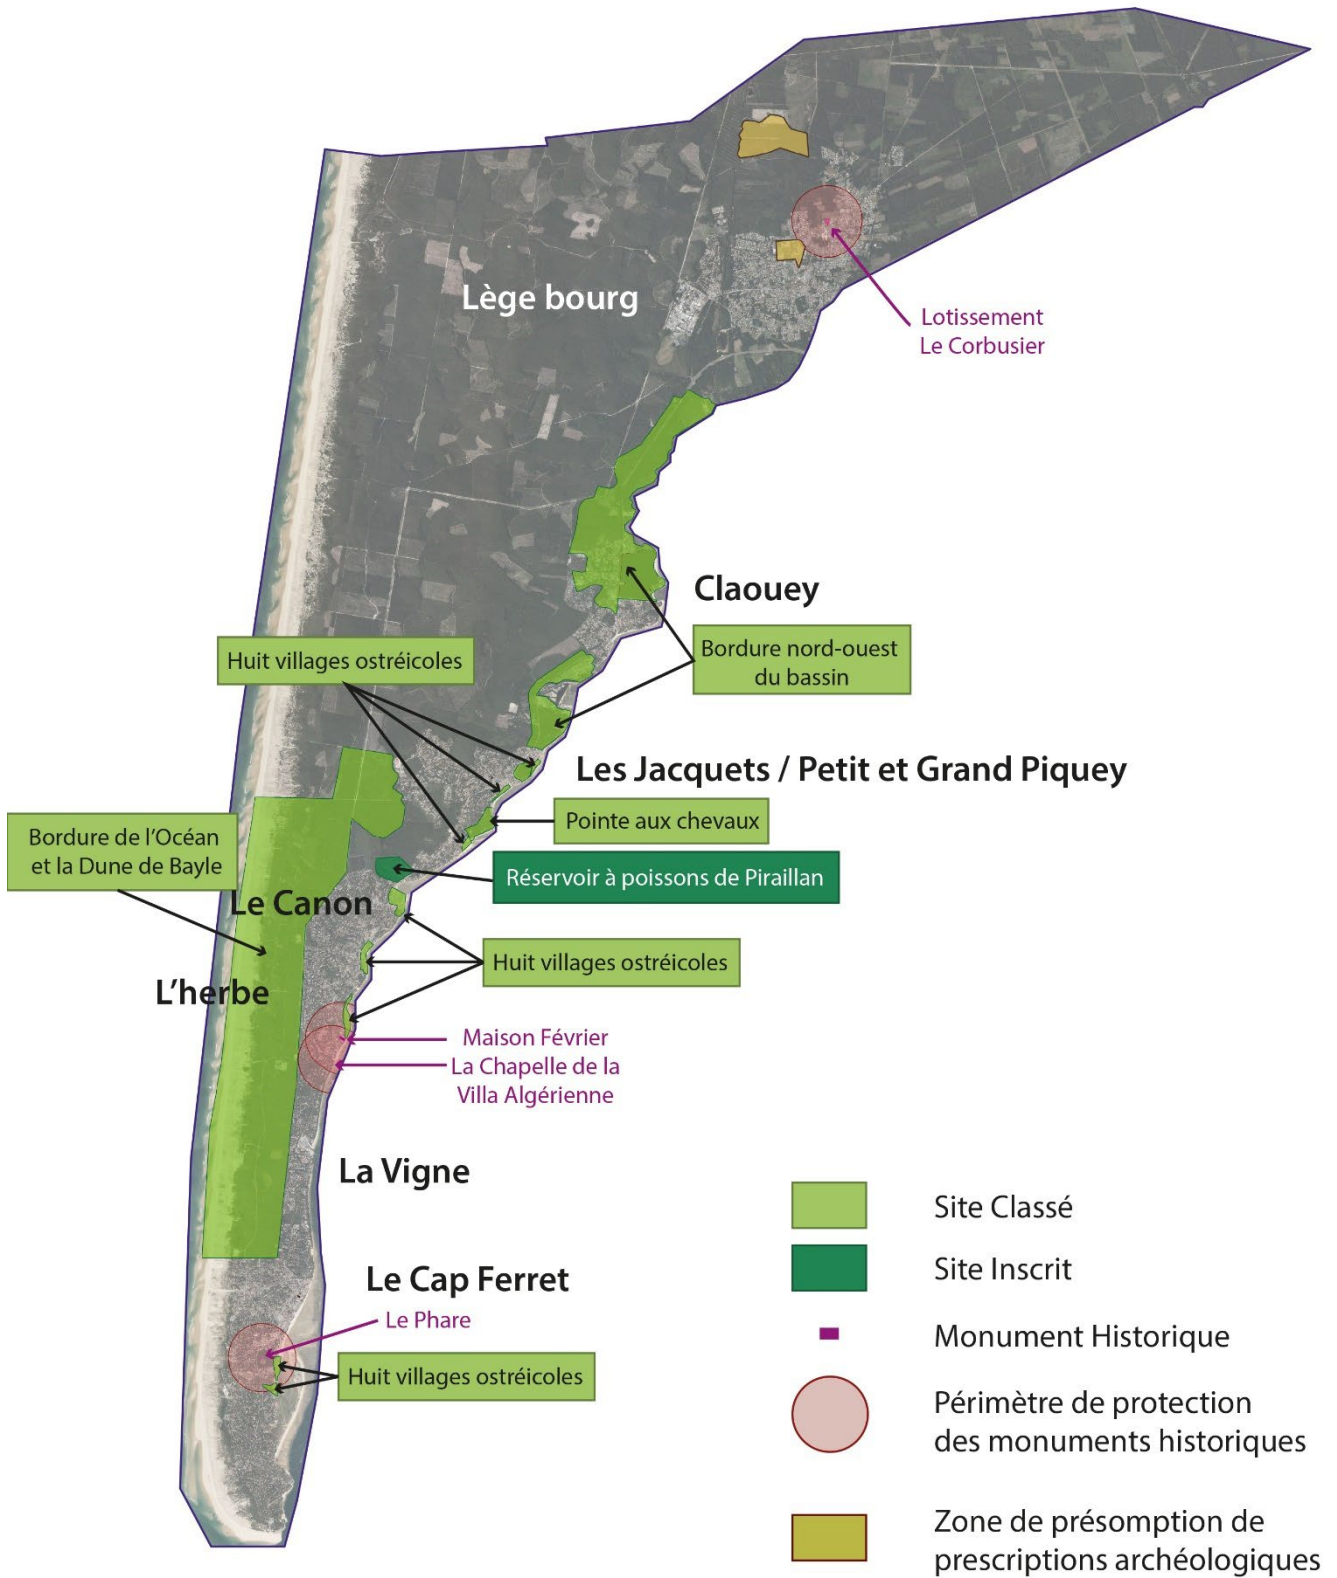 Lège bourg
Lotissement
Le Corbusier
Claouey
Huit villages ostréicoles
Bordure nord-ouest
du bassin
Les Jacquets / Petit et Grand Piquey
Pointe aux chevaux
Bordure de l'Océan
et la Dune de Bayle
Réservoir à poissons de Piraillan
Le Canon
Huit villages ostréicoles
L'herbe
Maison Février
La Chapelle de la
Villa Algérienne
La Vigne
Le Cap Ferret
Le Phare
Huit villages ostréicoles
Site Classé
Site Inscrit
Monument Historique
Périmètre de protection
des monuments historiques
Zone de présomption de
prescriptions archéologiques